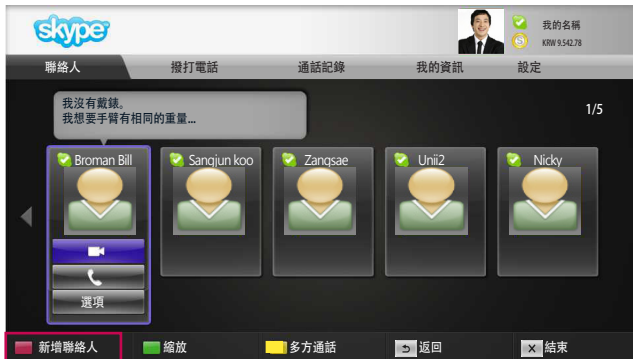 skype
我的名稱
KRW 9.542.78
聯絡人
撥打電話
通話記錄
我的資訊
設定
我沒有戴錶。
我想要手臂有相同的重量...
1/5
Broman Bill
Sangjun koo
Zangsae
Unii2
Nicky
選項
新增聯絡人
縮放
多方通話
返回
X 結束